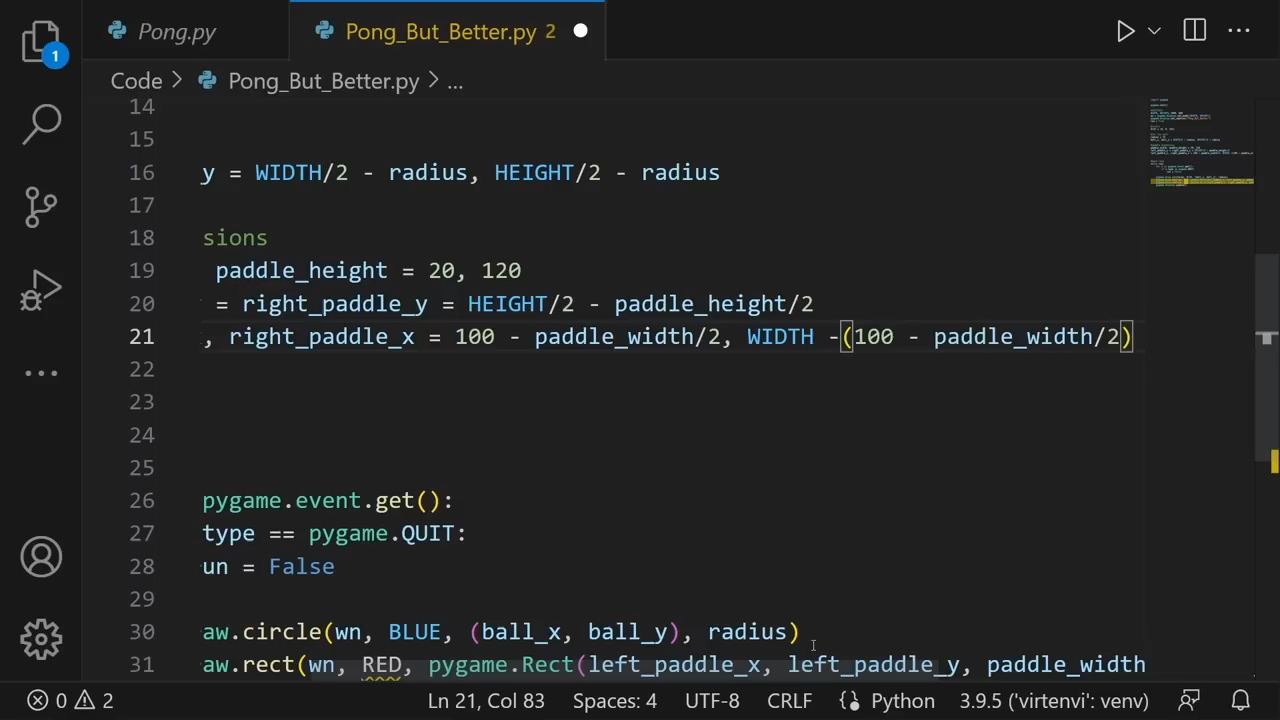 1
Pong.py
Pong_But_Better.py 2
Code > Pong_But_Better.py > ...
14
15
16 y = WIDTH/2 - radius, HEIGHT/2 - radius
17
18 sions
19 paddle_height = 20, 120
20 = right_paddle_y = HEIGHT/2 - paddle_height/2
21 , right_paddle_x = 100 - paddle_width/2, WIDTH -(100 - paddle_width/2)
22
23
24
25
26 pygame.event.get():
27 type == pygame.QUIT:
28 un = False
29
30 aw.circle(wn, BLUE, (ball_x, ball_y), radius)
31 aw.rect(wn, RED, pygame.Rect(left_paddle_x, left_paddle_y, paddle_width
0 2 Ln 21, Col 83 Spaces: 4 UTF-8 CRLF Python 3.9.5 ('virtenvi': venv)